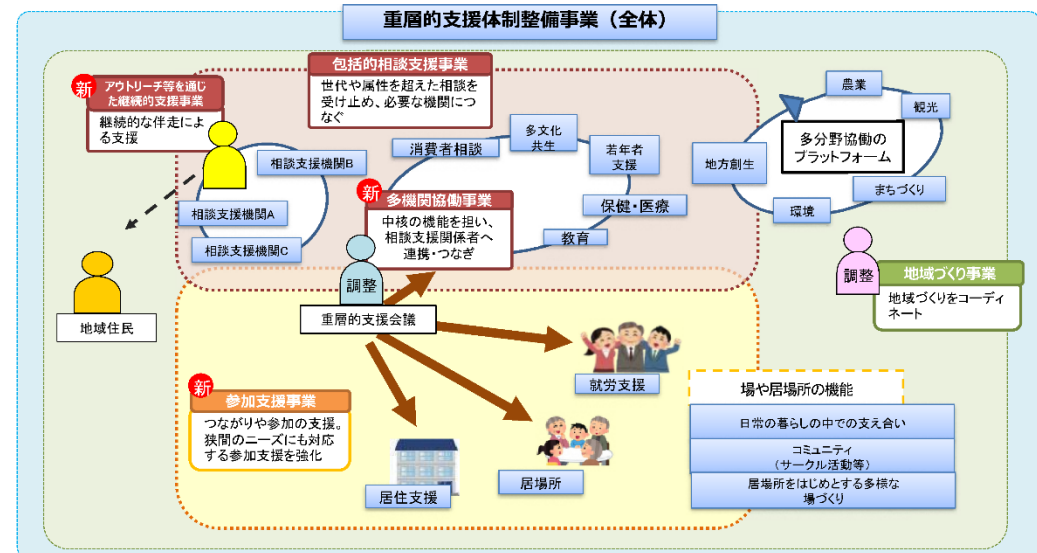 重層的支援体制整備事業（全体）
新
アウトリーチ等を通じ
た継続的支援事業
継続的な伴走によ
る支援
包括的相談支援事業
世代や属性を超えた相談を
受け止め、必要な機関につ
なぐ
相談支援機関B
相談支援機関A
相談支援機関C
消費者相談
多文化
共生
若年者
支援
保健・医療
教育
新
多機関協働事業
中核の機能を担い、
相談支援関係者へ
連携・つなぎ
農業
観光
多分野協働の
プラットフォーム
地方創生
まちづくり
環境
地域住民
調整
重層的支援会議
調整
地域づくり事業
地域づくりをコーディ
ネート
新
参加支援事業
つながりや参加の支援。
狭間のニーズにも対応
する参加支援を強化
就労支援
居場所
居住支援
場や居場所の機能
日常の暮らしの中での支え合い
コミュニティ
（サークル活動等）
居場所をはじめとする多様な
場づくり